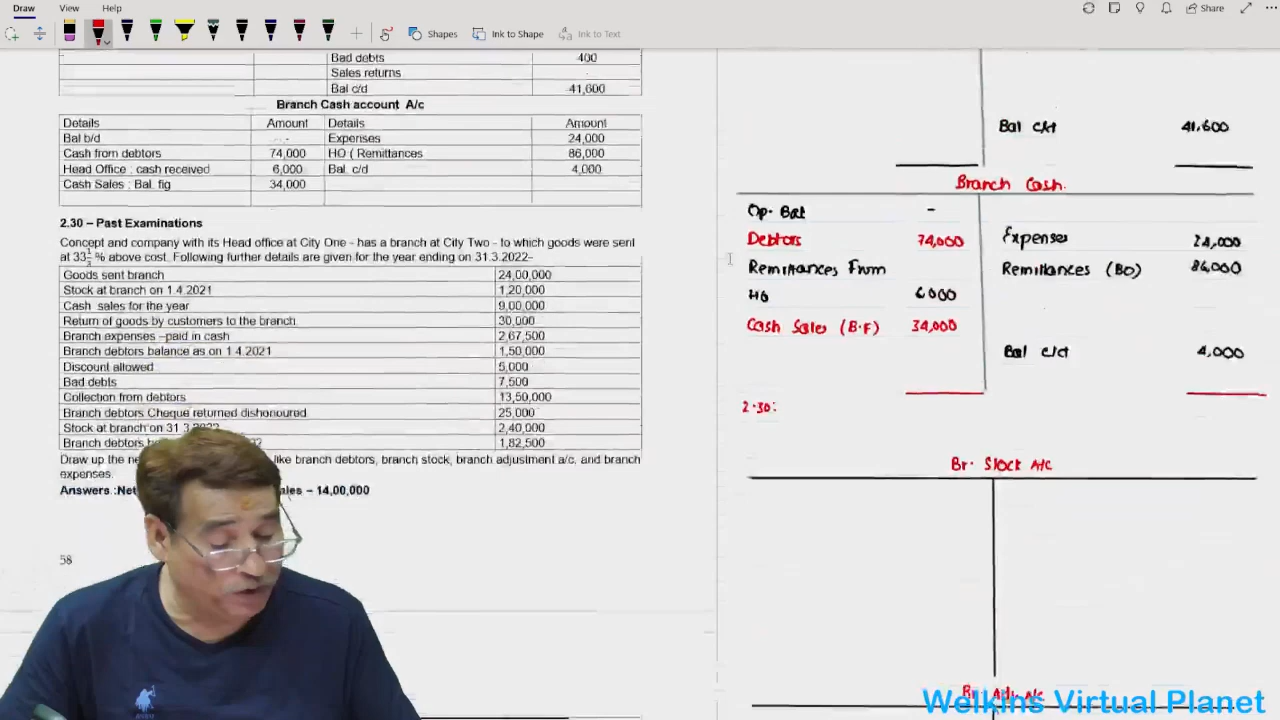 Draw View Help
Share
Shapes Ink to Shape Ink to Text
Bad debts 400
Sales returns -
Bal c/d 41,600
Branch Cash account A/c
Details Amount Details Amount
Bal b/d - Expenses 24,000
Cash from debtors 74,000 HO ( Remittances 86,000
Head Office : cash received 6,000 Bal. c/d 4,000
Cash Sales : Bal. fig 34,000
2.30 – Past Examinations
Concept and company with its Head office at City One - has a branch at City Two - to which goods were sent
at 33⅓ % above cost. Following further details are given for the year ending on 31.3.2022–
Goods sent branch 24,00,000
Stock at branch on 1.4.2021 1,20,000
Cash sales for the year 9,00,000
Return of goods by customers to the branch 30,000
Branch expenses –paid in cash 2,67,500
Branch debtors balance as on 1.4.2021 1,50,000
Discount allowed 5,000
Bad debts 7,500
Collection from debtors 13,50,000
Branch debtors Cheque returned dishonoured 25,000
Stock at branch on 31 3 2,40,000
Branch debtors 1,82,500
Draw up the like branch debtors, branch stock, branch adjustment a/c, and branch
expenses.
Answers :Net – 14,00,000
58
Bal c/d 41,600
Branch Cash.
Op. Bal -
Debtors 74,000 Expenses 24,000
Remittances From Remittances (BO) 86,000
HO 6000
Cash Sales (B.F) 34,000
Bal c/d 4,000
2.30:
Br. Stock A/c
Br. Adj. A/c
Welkins Virtual Planet